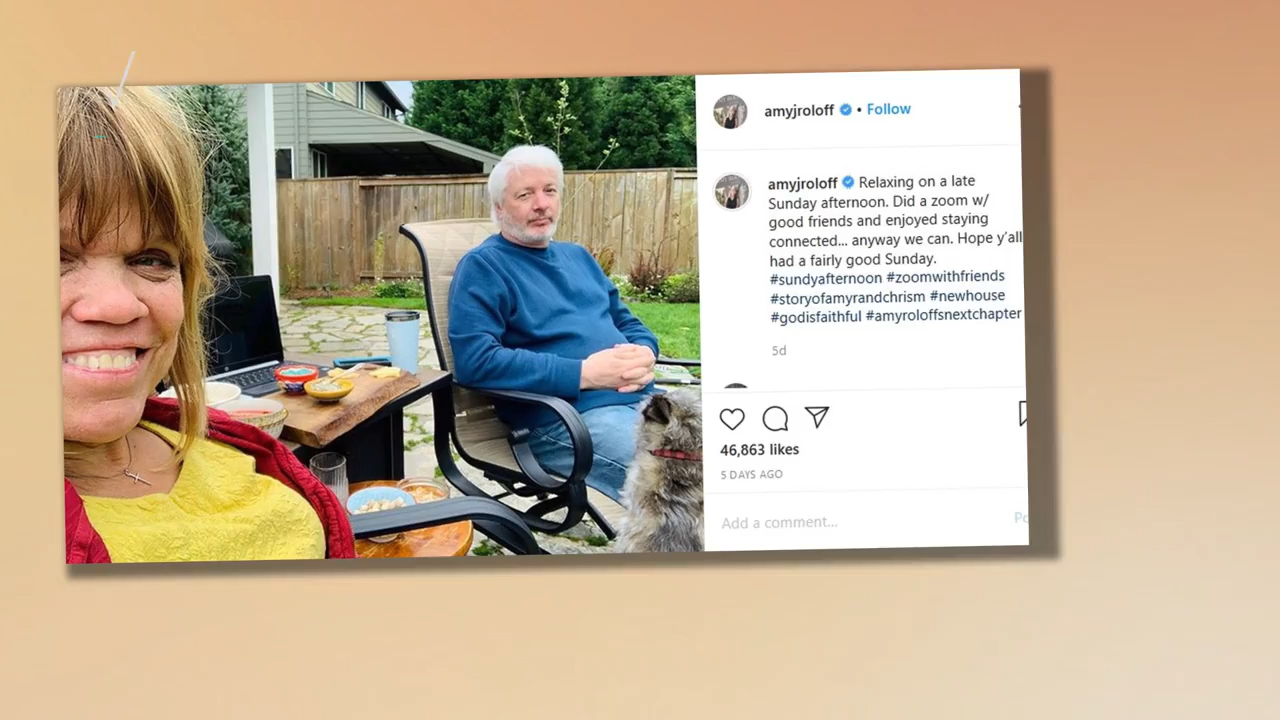 amyjroloff • Follow
amyjroloff Relaxing on a late
Sunday afternoon. Did a zoom w/
good friends and enjoyed staying
connected... anyway we can. Hope y'all
had a fairly good Sunday.
#sundyafternoon #zoomwithfriends
#storyofamyrandchrism #newhouse
#godisfaithful #amyroloffsnextchapter
5d
46,863 likes
5 DAYS AGO
Add a comment...